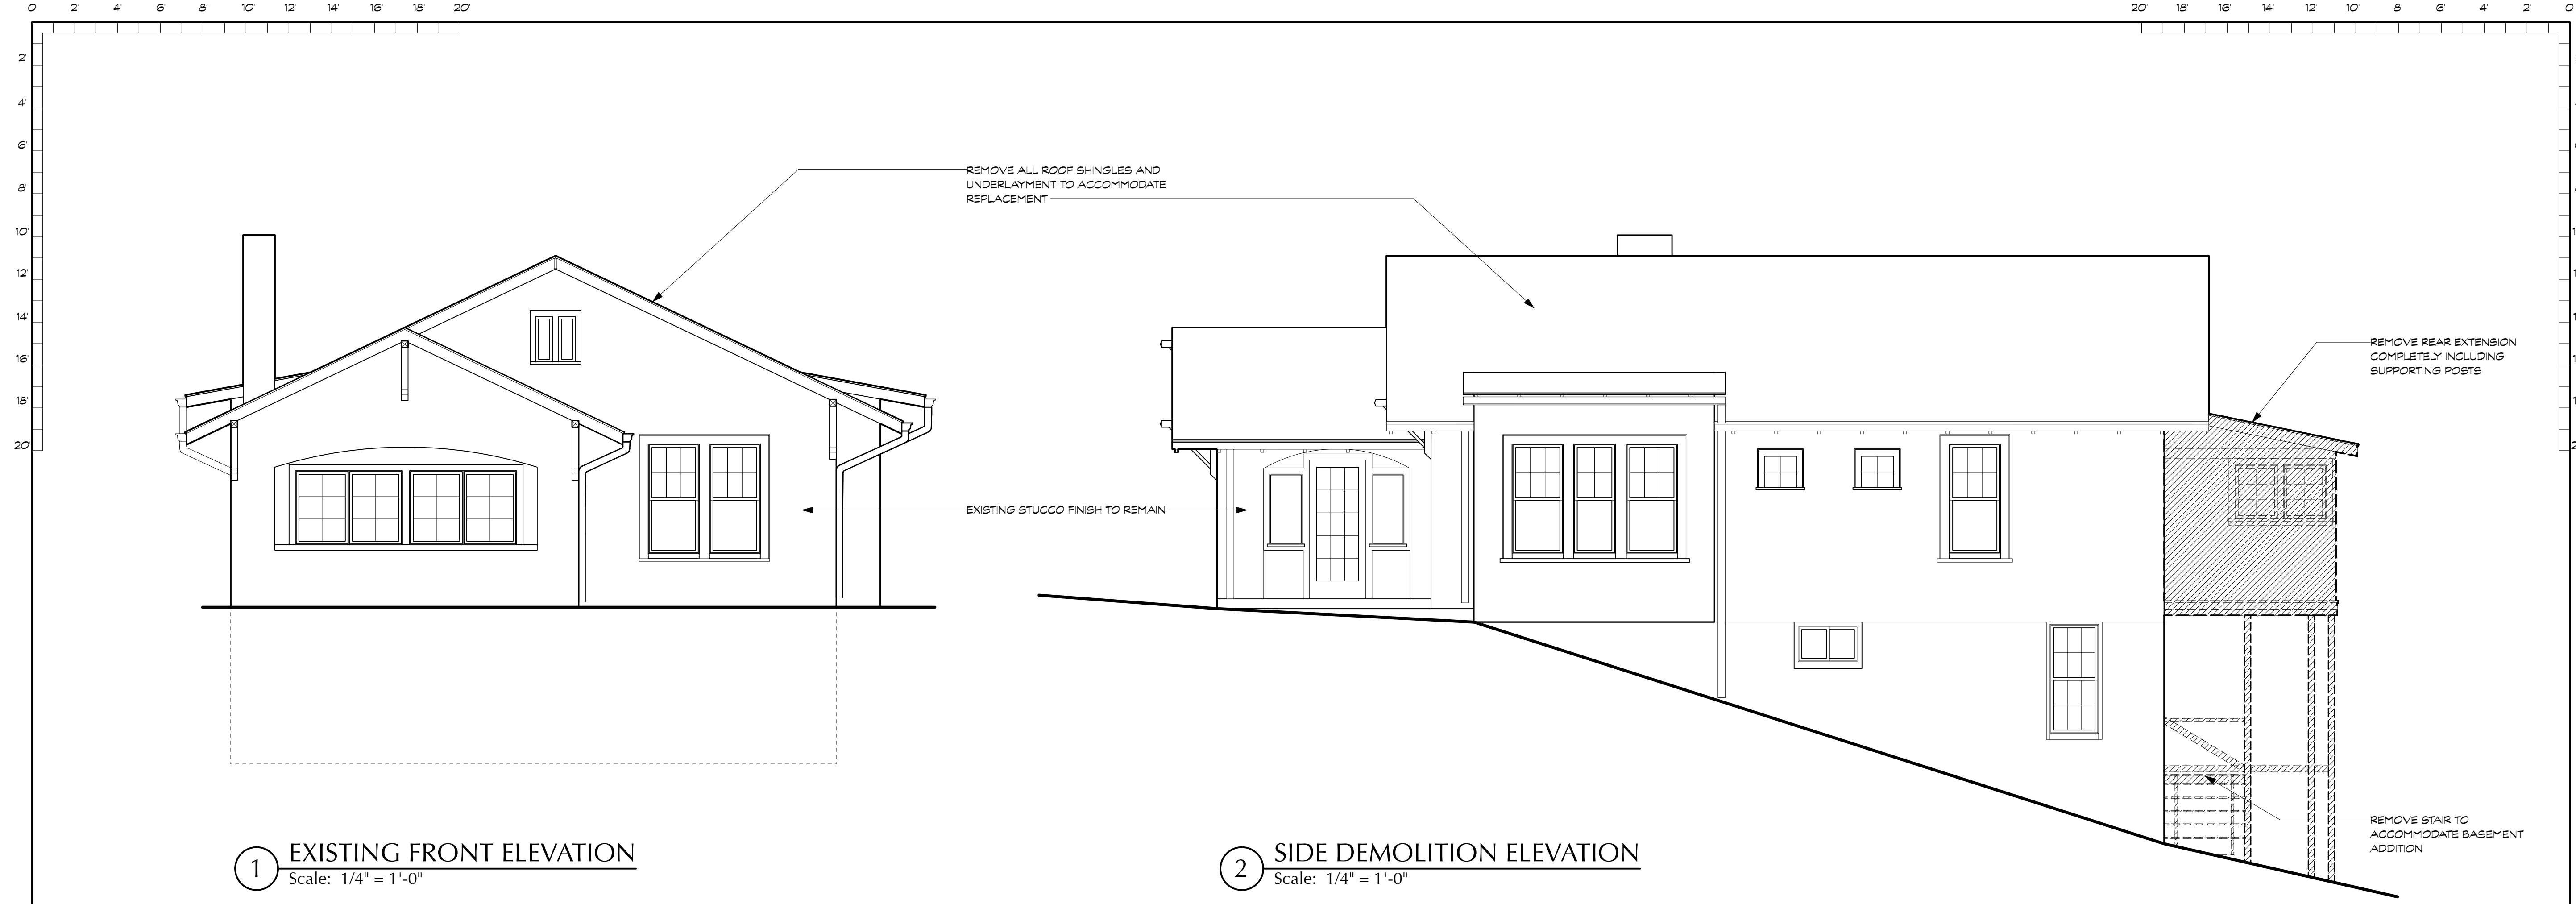 0 2' 4' 6' 8' 10' 12' 14' 16' 18' 20'
20' 18' 16' 14' 12' 10' 8' 6' 4' 2' 0
2'
4'
6'
8'
10'
12'
14'
16'
18'
20'
REMOVE ALL ROOF SHINGLES AND
UNDERLAYMENT TO ACCOMMODATE
REPLACEMENT
REMOVE REAR EXTENSION
COMPLETELY INCLUDING
SUPPORTING POSTS
EXISTING STUCCO FINISH TO REMAIN
REMOVE STAIR TO
ACCOMMODATE BASEMENT
ADDITION
1 EXISTING FRONT ELEVATION
Scale: 1/4" = 1'-0"
2 SIDE DEMOLITION ELEVATION
Scale: 1/4" = 1'-0"